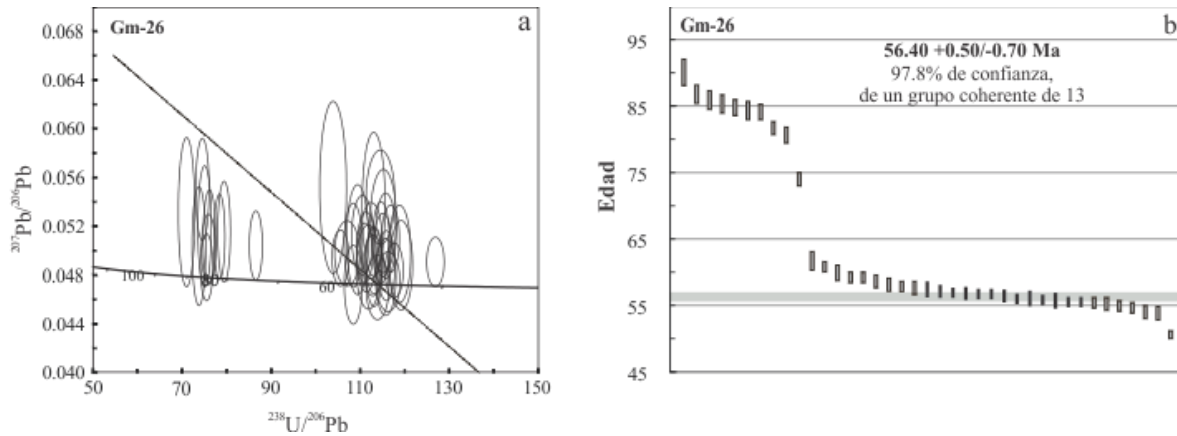 Gm-26
a
0.068
0.064
0.060
0.056
0.052
0.048
0.044
0.040
207Pb/206Pb
100
80
60
50
70
90
110
130
150
238U/206Pb
Gm-26
b
56.40 +0.50/-0.70 Ma
97.8% de confianza,
de un grupo coherente de 13
95
85
75
65
55
45
Edad